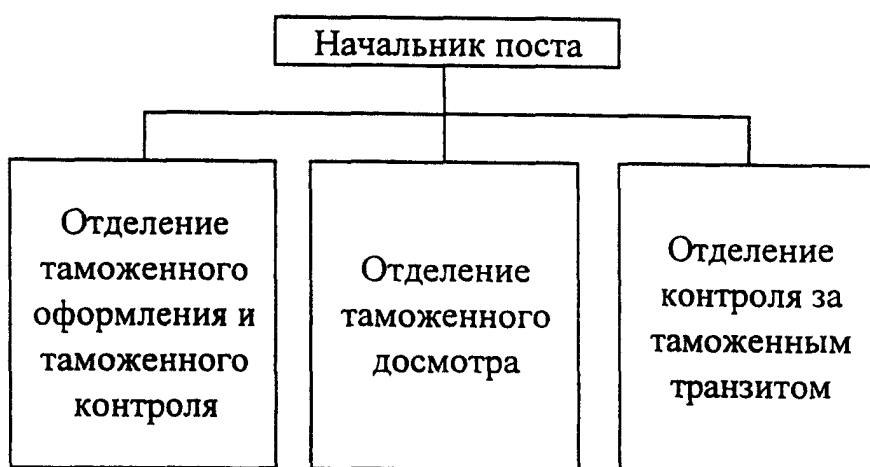 Начальник поста
Отделение
таможенного
оформления и
таможенного
контроля
Отделение
таможенного
досмотра
Отделение
контроля за
таможенным
транзитом